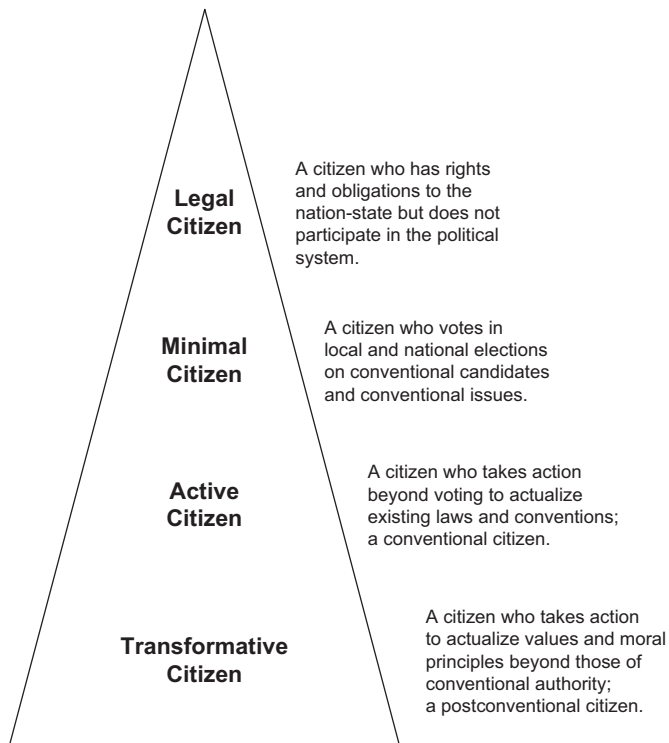 Legal
Citizen
A citizen who has rights
and obligations to the
nation-state but does not
participate in the political
system.
Minimal
Citizen
A citizen who votes in
local and national elections
on conventional candidates
and conventional issues.
Active
Citizen
A citizen who takes action
beyond voting to actualize
existing laws and conventions;
a conventional citizen.
Transformative
Citizen
A citizen who takes action
to actualize values and moral
principles beyond those of
conventional authority;
a postconventional citizen.